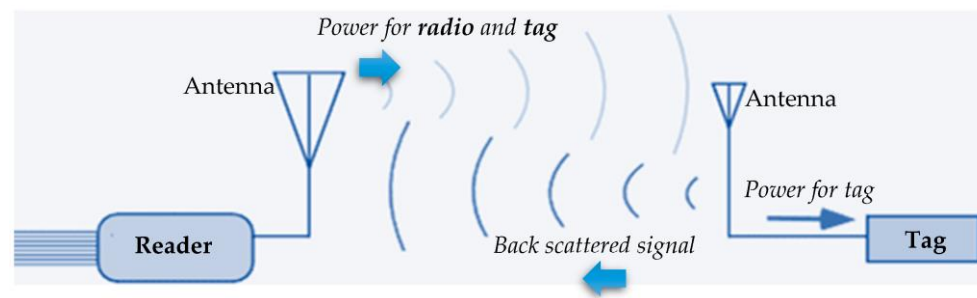 Power for radio and tag
Antenna
Antenna
Power for tag
Reader
Back scattered signal
Tag